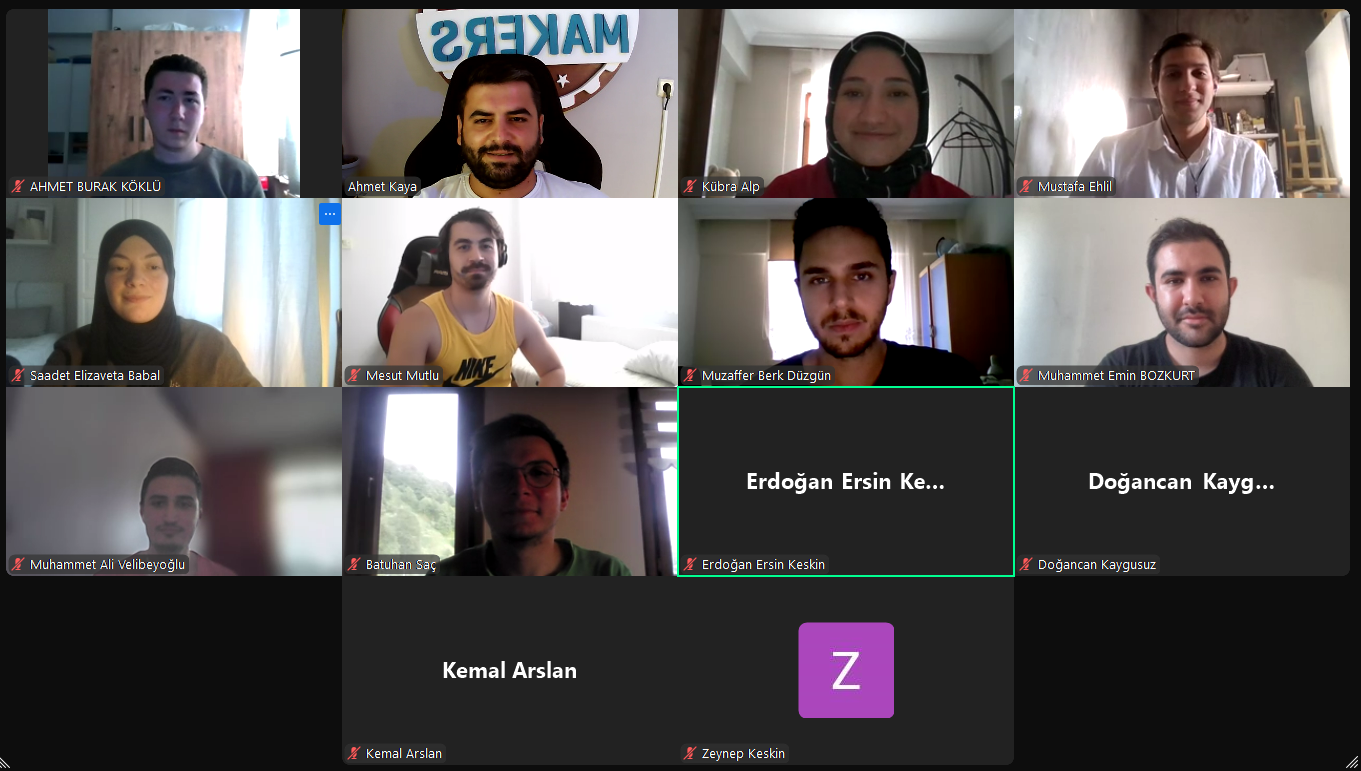 MAKERS
AHMET BURAK KÖKLÜ
Ahmet Kaya
Kübra Alp
Mustafa Ehlil
Saadet Elizaveta Babal
NIKE
Mesut Mutlu
Muzaffer Berk Düzgün
Muhammet Emin BOZKURT
Muhammet Ali Velibeyoğlu
Batuhan Saç
Erdoğan Ersin Ke...
Erdoğan Ersin Keskin
Doğancan Kayg...
Doğancan Kaygusuz
Kemal Arslan
Kemal Arslan
Z
Zeynep Keskin